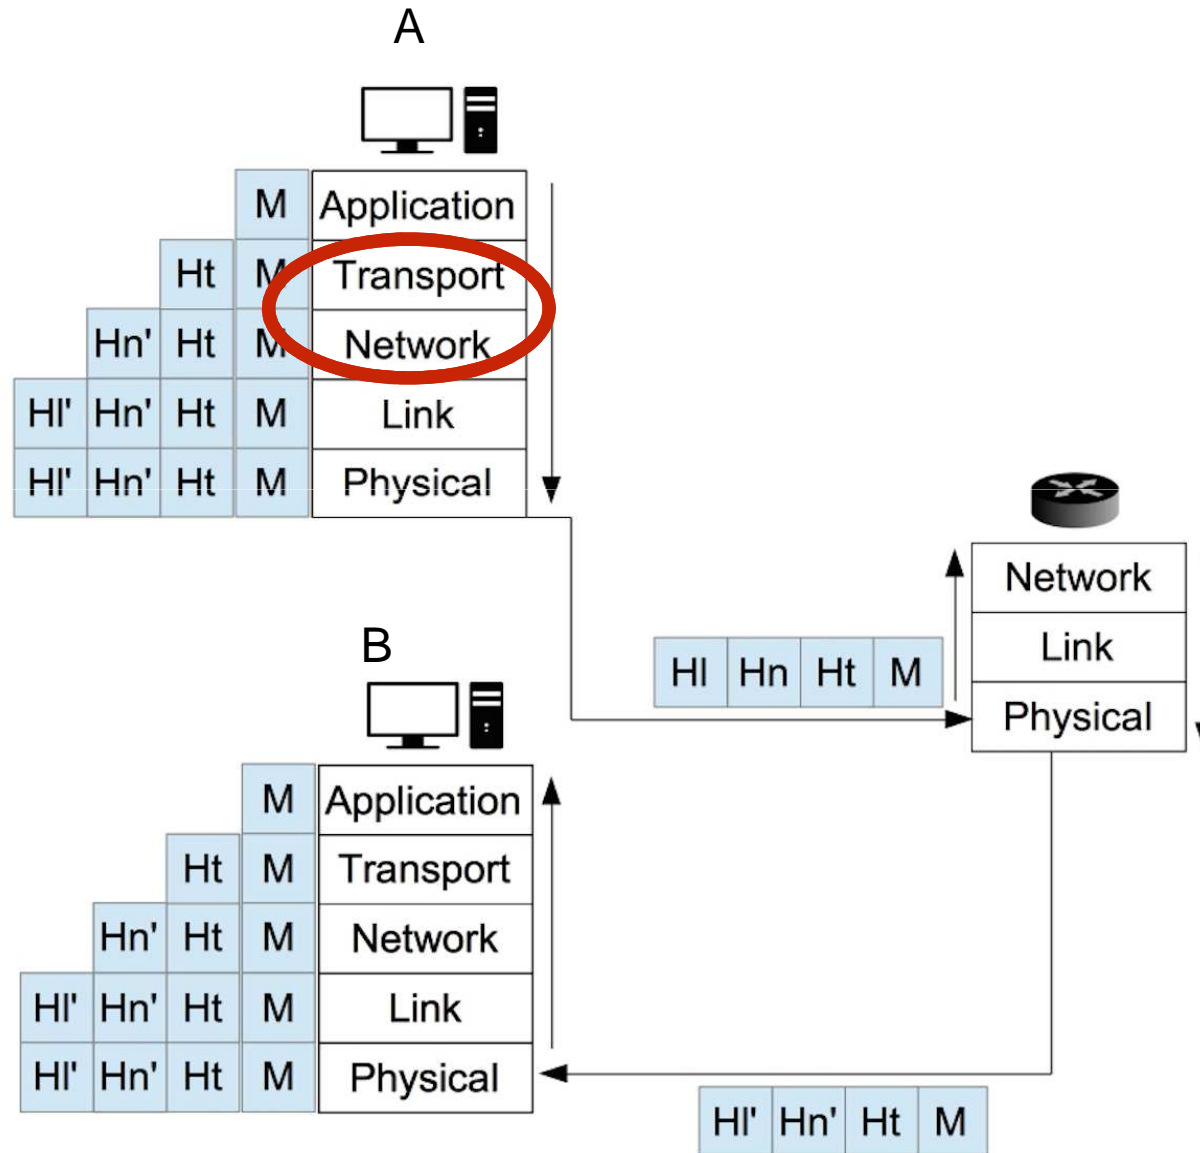 A
M Application
Ht M Transport
Hn' Ht M Network
Hl' Hn' Ht M Link
Hl' Hn' Ht M Physical
Network
Link
Physical
Hl Hn Ht M
B
M Application
Ht M Transport
Hn' Ht M Network
Hl' Hn' Ht M Link
Hl' Hn' Ht M Physical
Hl' Hn' Ht M